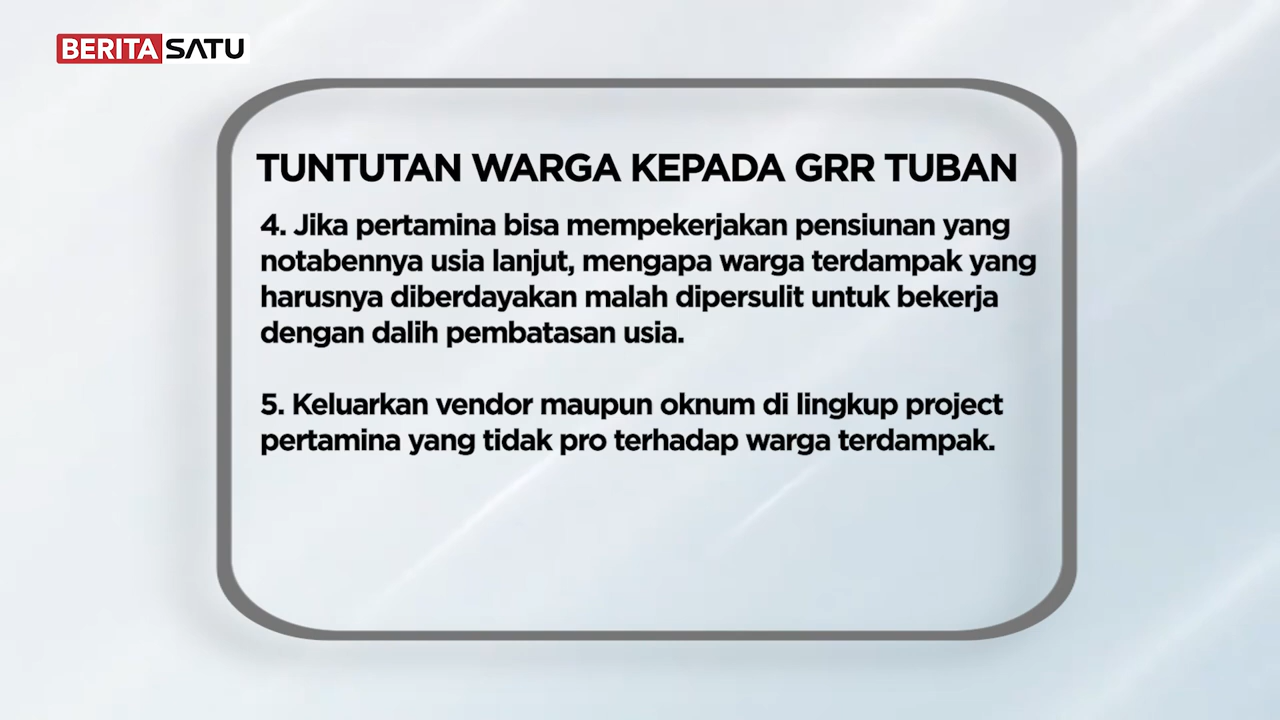 BERITASATU
TUNTUTAN WARGA KEPADA GRR TUBAN
4. Jika pertamina bisa mempekerjakan pensiunan yang
notabennya usia lanjut, mengapa warga terdampak yang
harusnya diberdayakan malah dipersulit untuk bekerja
dengan dalih pembatasan usia.
5. Keluarkan vendor maupun oknum di lingkup project
pertamina yang tidak pro terhadap warga terdampak.